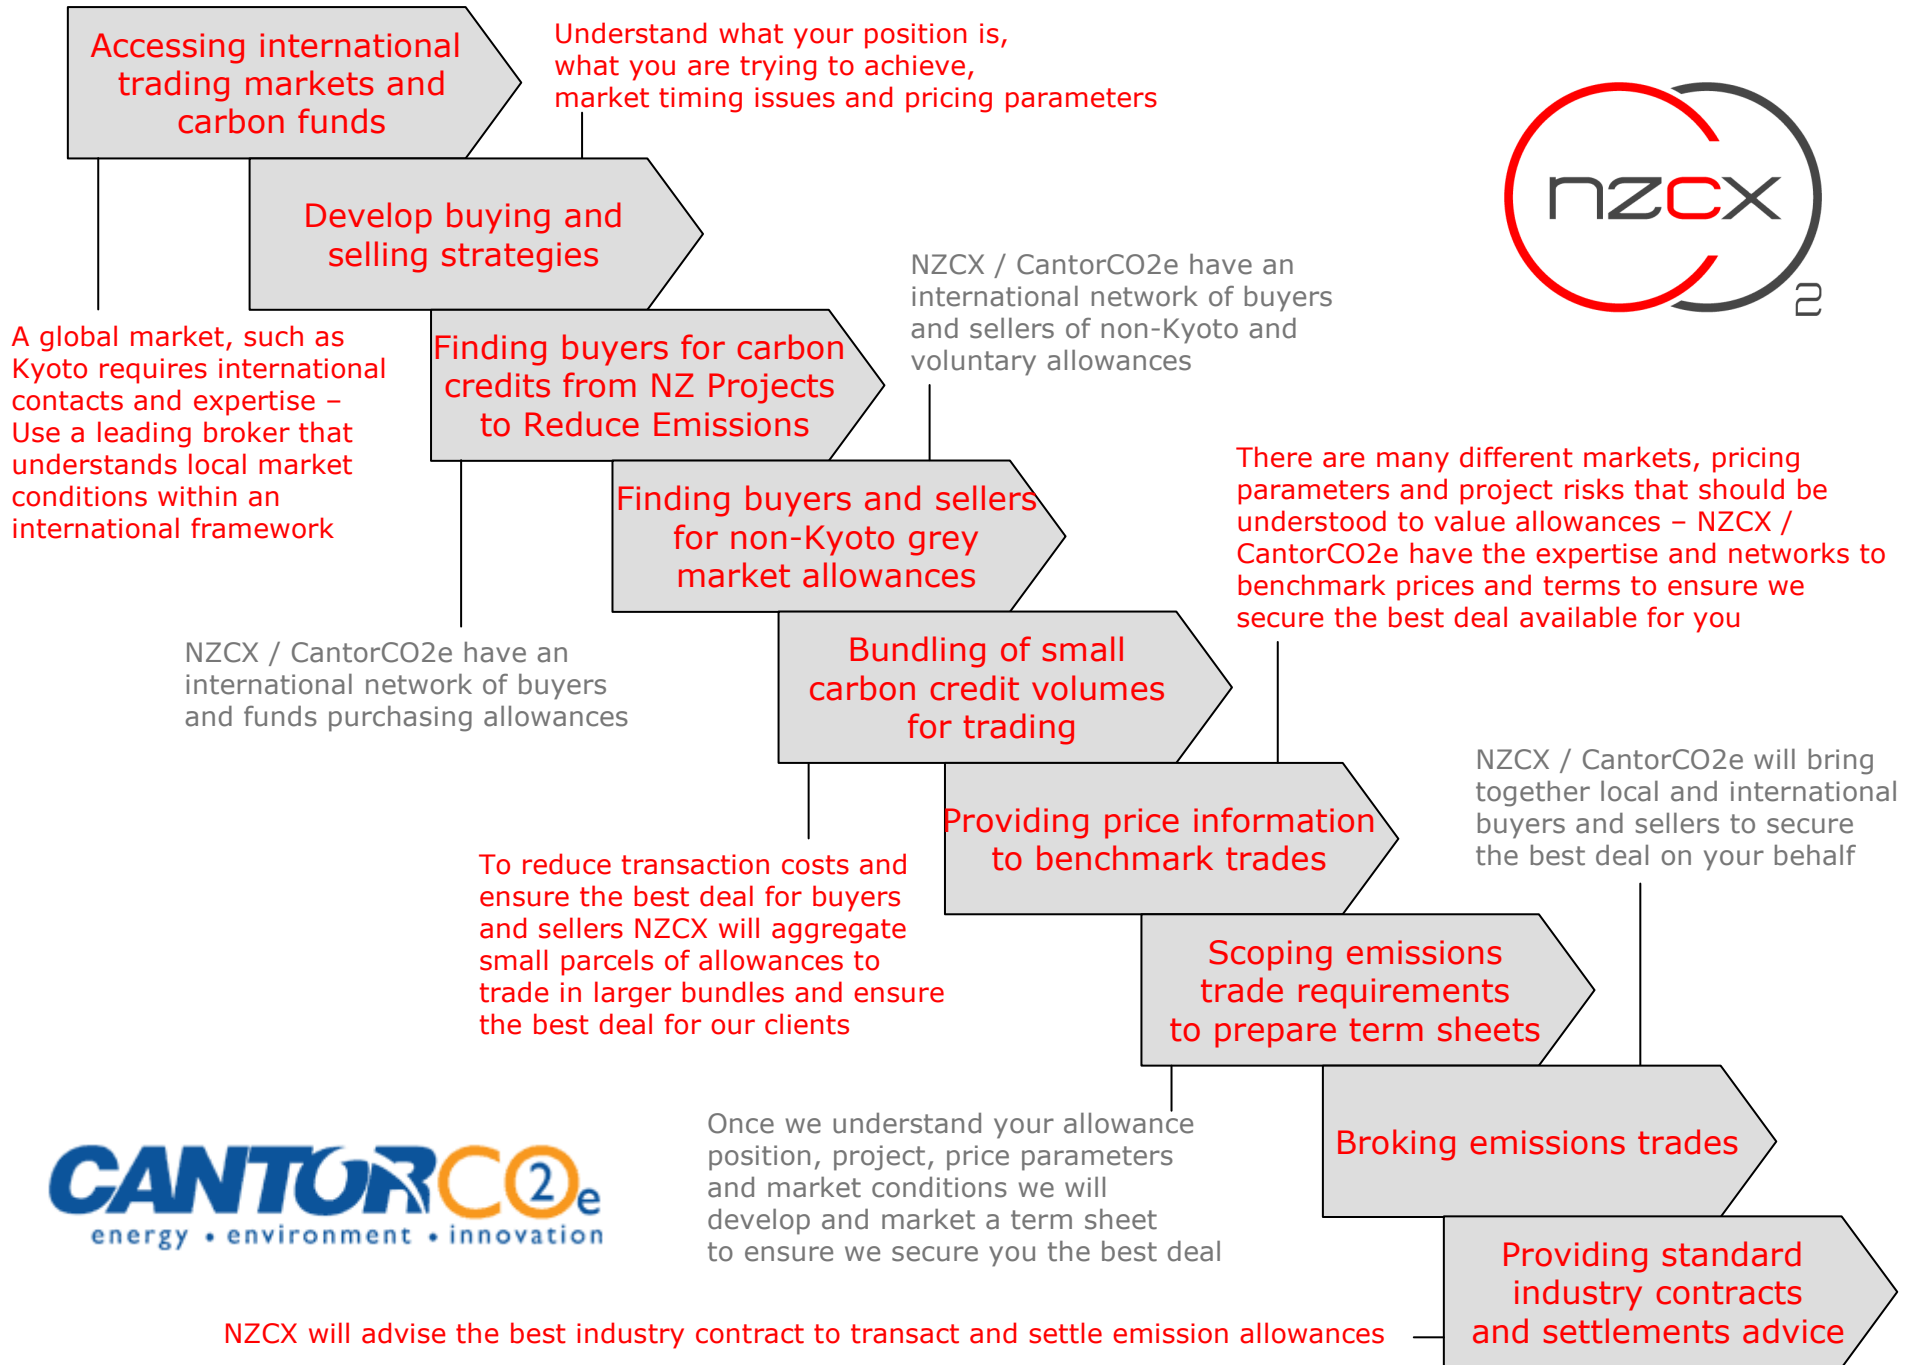 Accessing international
trading markets and
carbon funds
Understand what your position is,
what you are trying to achieve,
market timing issues and pricing parameters
nzcx
2
Develop buying and
selling strategies
A global market, such as
Kyoto requires international
contacts and expertise –
Use a leading broker that
understands local market
conditions within an
international framework
NZCX / CantorCO2e have an
international network of buyers
and sellers of non-Kyoto and
voluntary allowances
Finding buyers for carbon
credits from NZ Projects
to Reduce Emissions
Finding buyers and sellers
for non-Kyoto grey
market allowances
There are many different markets, pricing
parameters and project risks that should be
understood to value allowances – NZCX /
CantorCO2e have the expertise and networks to
benchmark prices and terms to ensure we
secure the best deal available for you
NZCX / CantorCO2e have an
international network of buyers
and funds purchasing allowances
Bundling of small
carbon credit volumes
for trading
NZCX / CantorCO2e will bring
together local and international
buyers and sellers to secure
the best deal on your behalf
Providing price information
to benchmark trades
To reduce transaction costs and
ensure the best deal for buyers
and sellers NZCX will aggregate
small parcels of allowances to
trade in larger bundles and ensure
the best deal for our clients
Scoping emissions
trade requirements
to prepare term sheets
Once we understand your allowance
position, project, price parameters
and market conditions we will
develop and market a term sheet
to ensure we secure you the best deal
Broking emissions trades
CANTORCO2e
energy • environment • innovation
Providing standard
industry contracts
and settlements advice
NZCX will advise the best industry contract to transact and settle emission allowances